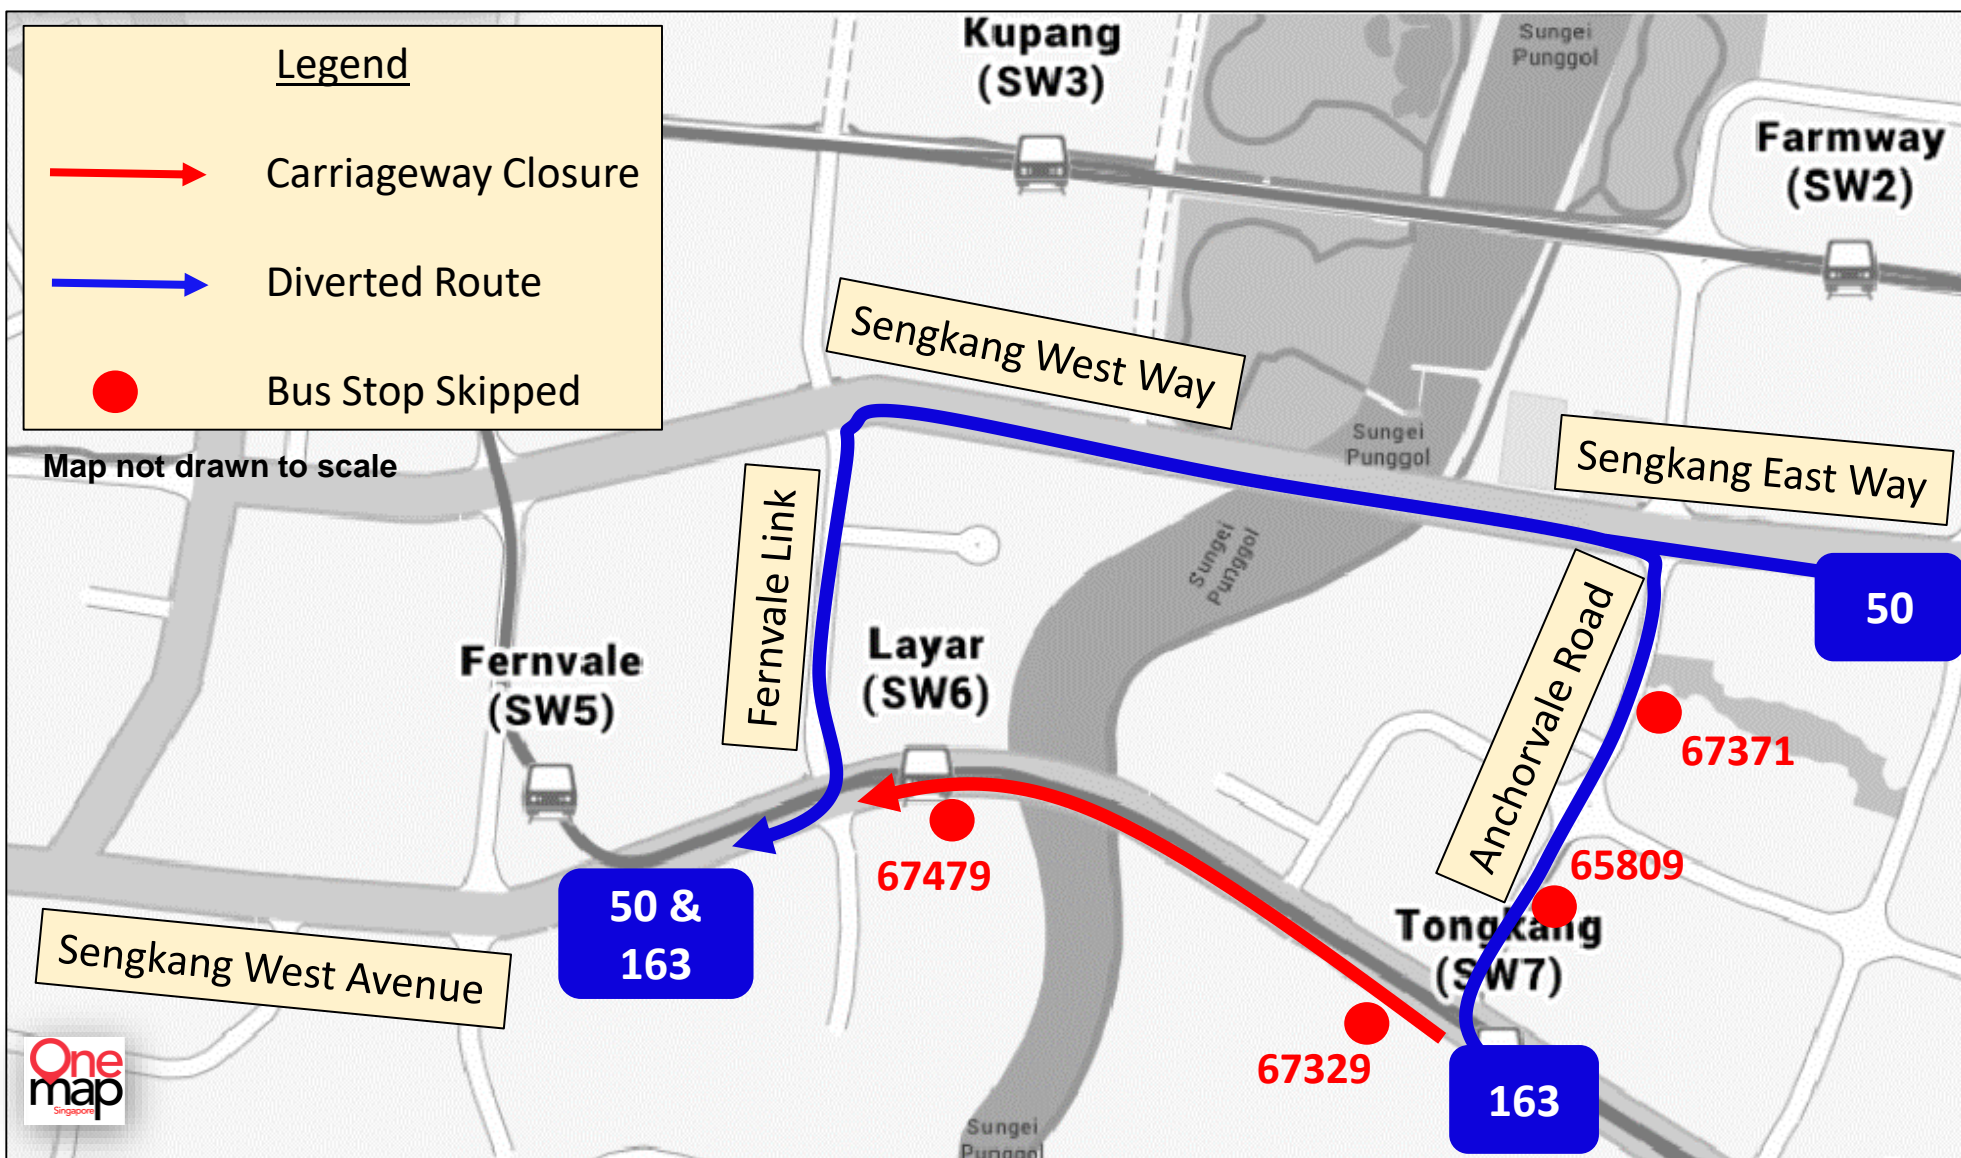 Legend
Carriageway Closure
Diverted Route
Bus Stop Skipped
Map not drawn to scale
Kupang
(SW3)
Sungei
Punggol
Farmway
(SW2)
Sengkang West Way
Sungei
Punggol
Sengkang East Way
Fernvale Link
Sungei
Punggol
50
Anchorvale Road
Fernvale
(SW5)
Layar
(SW6)
67371
67479
65809
50 &
163
Tongkang
(SW7)
Sengkang West Avenue
67329
163
One
map
Singapore
Sungei
Punggol